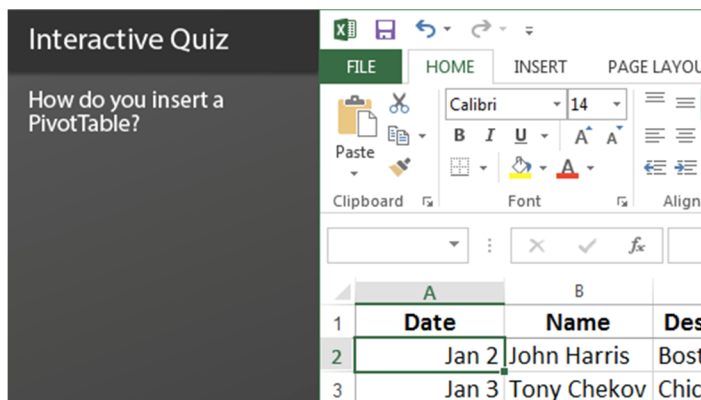 Interactive Quiz
How do you insert a
PivotTable?
FILE HOME INSERT PAGE LAYOU
Calibri 14
Paste
B I U A A
A
Clipboard Font Align
fx
A B
1 Date Name Des
2 Jan 2 John Harris Bost
3 Jan 3 Tony Chekov Chic